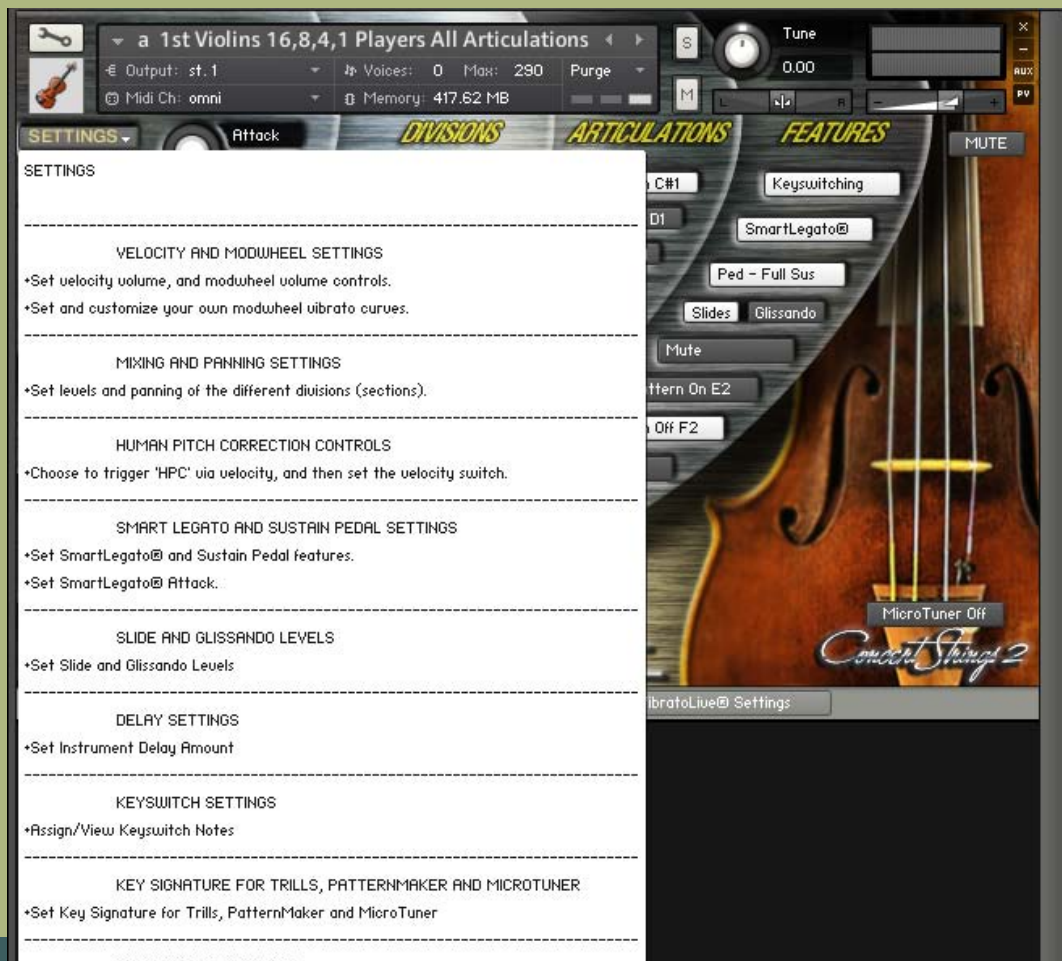 a 1st Violins 16,8,4,1 Players All Articulations
S
Tune
0.00
Output: st. 1
Voices: 0 Max: 290
Purge
AUX
Midi Ch: omni
Memory: 417.62 MB
M
L
R
-
+
PV
SETTINGS
Attack
DIVISIONS
ARTICULATIONS
FEATURES
MUTE
SETTINGS
C#1
Keyswitching
D1
SmartLegato®
------------------------------------------------------------
VELOCITY AND MODWHEEL SETTINGS
+Set velocity volume, and modwheel volume controls.
Ped - Full Sus
+Set and customize your own modwheel vibrato curves.
Slides
Glissando
------------------------------------------------------------
MIXING AND PANNING SETTINGS
Mute
+Set levels and panning of the different divisions (sections).
On E2
------------------------------------------------------------
Off F2
HUMAN PITCH CORRECTION CONTROLS
+Choose to trigger 'HPC' via velocity, and then set the velocity switch.
------------------------------------------------------------
SMART LEGATO AND SUSTAIN PEDAL SETTINGS
+Set SmartLegato® and Sustain Pedal features.
+Set SmartLegato® Attack.
------------------------------------------------------------
MicroTuner Off
SLIDE AND GLISSANDO LEVELS
Concert Strings 2
+Set Slide and Glissando Levels
------------------------------------------------------------
Settings
DELAY SETTINGS
+Set Instrument Delay Amount
------------------------------------------------------------
KEYSWITCH SETTINGS
+Assign/View Keyswitch Notes
------------------------------------------------------------
KEY SIGNATURE FOR TRILLS, PATTERNMAKER AND MICROTUNER
+Set Key Signature for Trills, PatternMaker and MicroTuner
------------------------------------------------------------